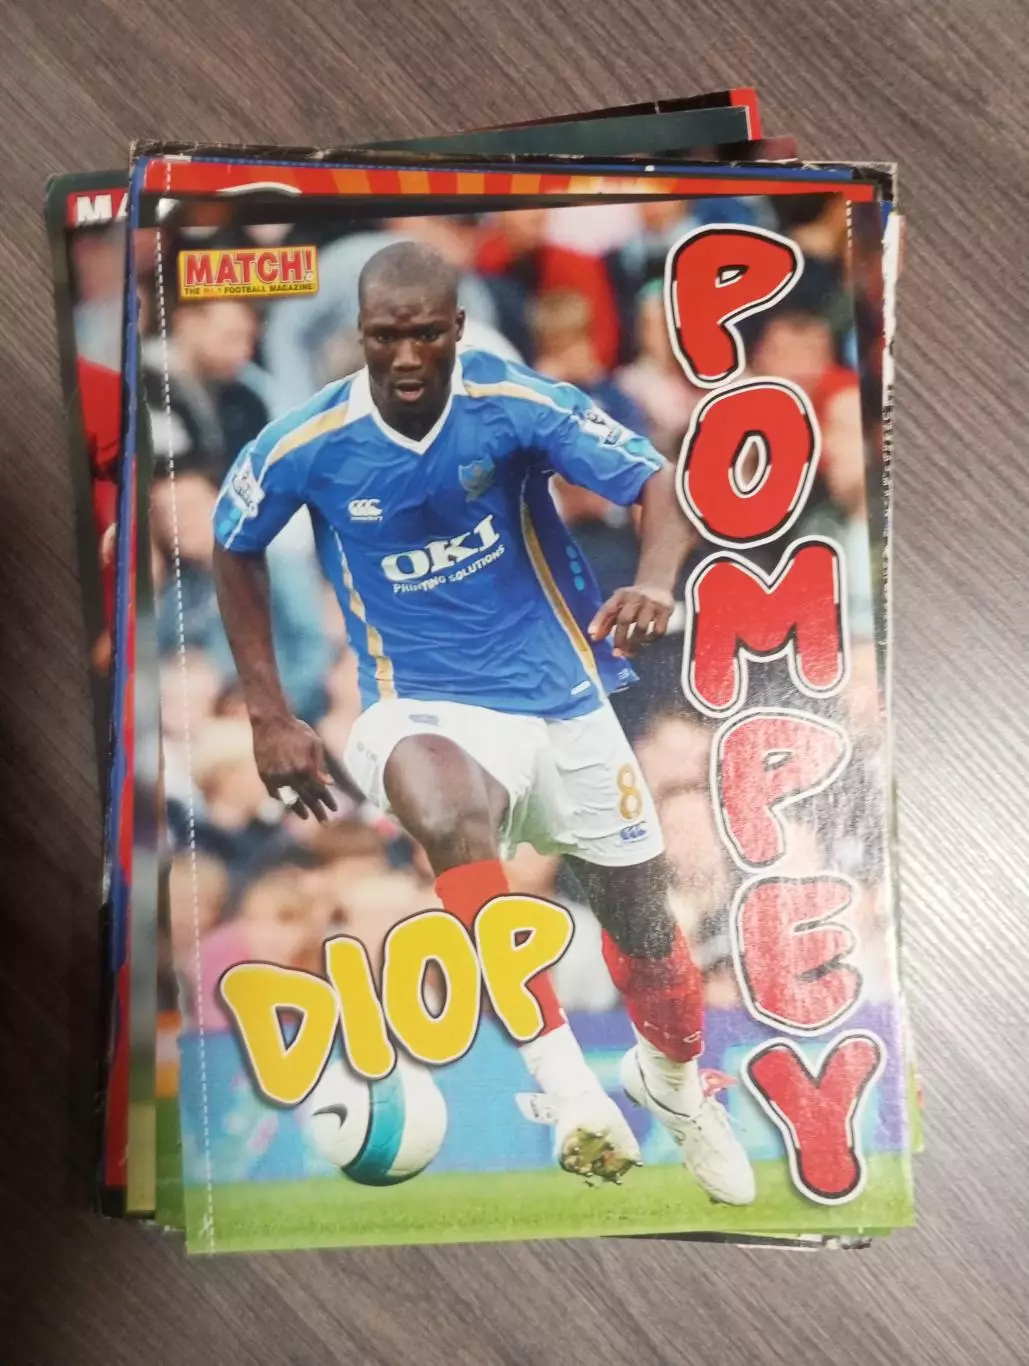 MA
MATCH!
THE No.1 FOOTBALL MAGAZINE!
POMPEY
OKI
PRINTING SOLUTIONS
8
DIOP